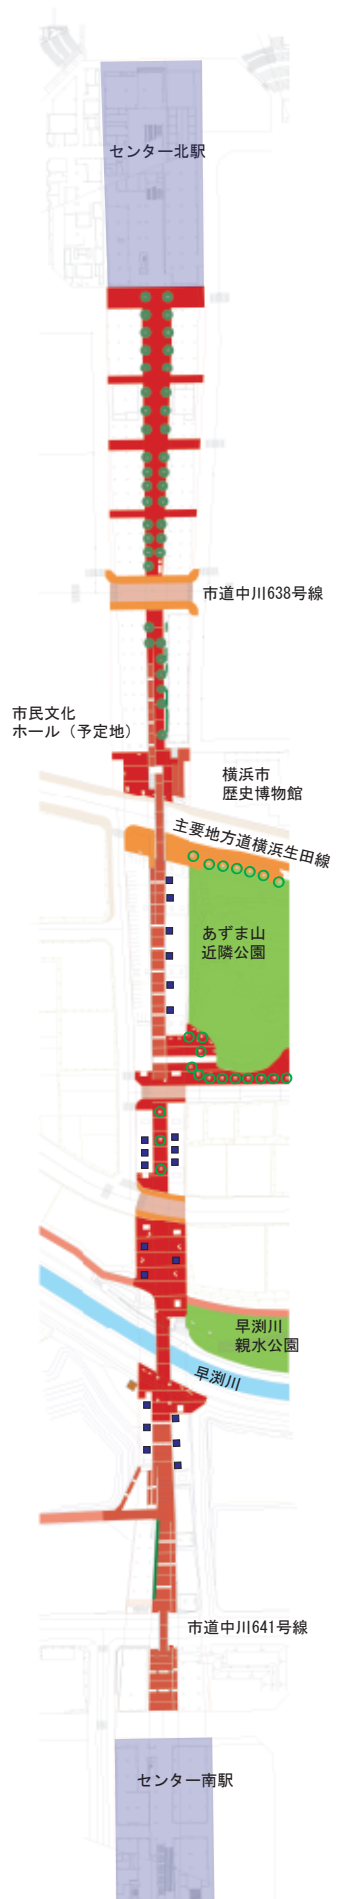 センター北駅
市道中川638号線
市民文化
ホール（予定地）
横浜市
歴史博物館
主要地方道横浜生田線
あずま山
近隣公園
早渕川
親水公園
早渕川
市道中川641号線
センター南駅